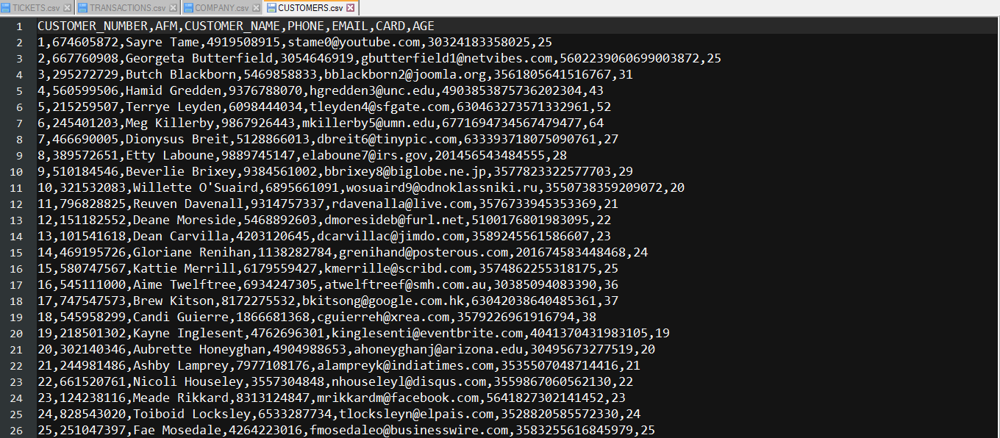 TICKETS.csv TRANSACTIONS.csv COMPANY.csv CUSTOMERS.csv
1 CUSTOMER_NUMBER,AFM,CUSTOMER_NAME,PHONE,EMAIL,CARD,AGE
2 1,674605872,Sayre Tame,4919508915,stame0@youtube.com,30324183358025,25
3 2,667760908,Georgeta Butterfield,3054646919,gbutterfield1@netvibes.com,5602239060699003872,25
4 3,295272729,Butch Blackborn,5469858833,bblackborn2@joomla.org,3561805641516767,31
5 4,560599506,Hamid Gredden,9376788070,hgredden3@unc.edu,4903853875736202304,43
6 5,215259507,Terrye Leyden,6098444034,tleyden4@sfgate.com,630463273571332961,52
7 6,245401203,Meg Killerby,9867926443,mkillerby5@umn.edu,6771694734567479477,64
8 7,466690005,Dionysus Breit,5128866013,dbreit6@tinypic.com,633393718075090761,27
9 8,389572651,Etty Laboune,9889745147,elaboune7@irs.gov,201456543484555,28
10 9,510184546,Beverlie Brixey,9384561002,bbrixey8@biglobe.ne.jp,3577823322577703,29
11 10,321532083,Willette O'Suaird,6895661091,wosuaird9@odnoklassniki.ru,3550738359209072,20
12 11,796828825,Reuven Davenall,9314757337,rdavenalla@live.com,3576733945353369,21
13 12,151182552,Deane Moreside,5468892603,dmoresideb@furl.net,5100176801983095,22
14 13,101541618,Dean Carvilla,4203120645,dcarvillac@jimdo.com,3589245561586607,23
15 14,469195726,Gloriane Renihan,1138282784,grenihand@posterous.com,201674583448468,24
16 15,580747567,Kattie Merrill,6179559427,kmerrille@scribd.com,3574862255318175,25
17 16,545111000,Aime Twelftree,6934247305,atwelftreef@smh.com.au,30385094083390,36
18 17,747547573,Brew Kitson,8172275532,bkitsong@google.com.hk,63042038640485361,37
19 18,545958299,Candi Guierre,1866681368,cguierreh@xrea.com,3579226961916794,38
20 19,218501302,Kayne Inglesent,4762696301,kinglesenti@eventbrite.com,4041370431983105,19
21 20,302140346,Aubrette Honeyghan,4904988653,ahoneyghanj@arizona.edu,30495673277519,20
22 21,244981486,Ashby Lamprey,7977108176,alampreyk@indiatimes.com,3535507048714416,21
23 22,661520761,Nicoli Houseley,3557304848,nhouseleyl@disqus.com,3559867060562130,22
24 23,124238116,Meade Rikkard,8313124847,mrikkardm@facebook.com,5641827302141452,23
25 24,828543020,Toiboid Locksley,6533287734,tlocksleyn@elpais.com,3528820585572330,24
26 25,251047397,Fae Mosedale,4264223016,fmosedaleo@businesswire.com,3583255616845979,25